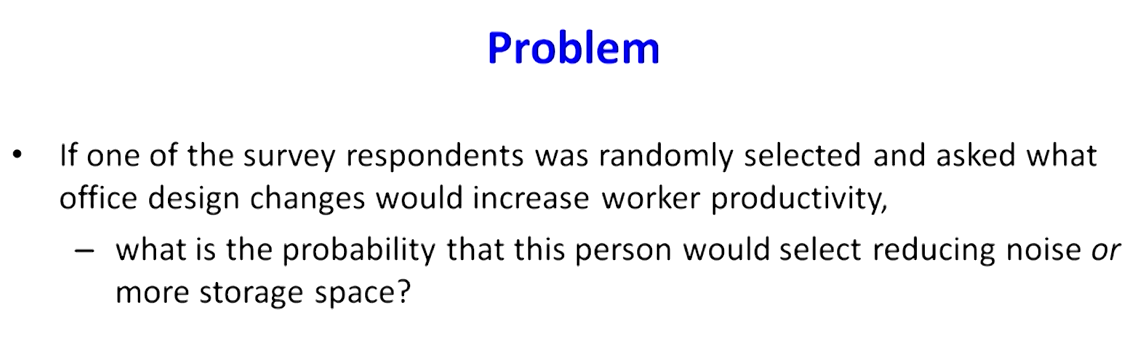 Problem
• If one of the survey respondents was randomly selected and asked what
office design changes would increase worker productivity,
– what is the probability that this person would select reducing noise or
more storage space?